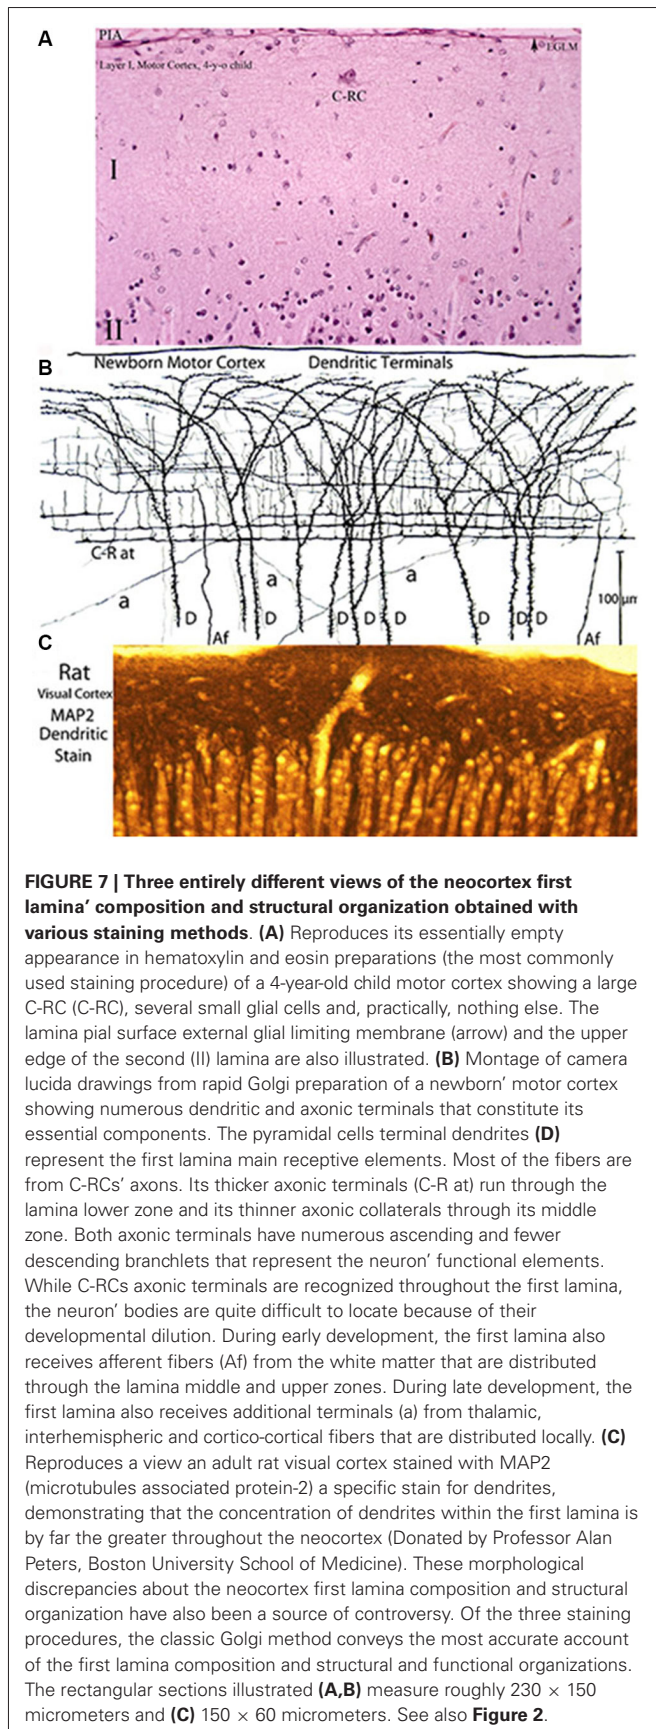 A
PIA
EGLM
Layer I, Motor Cortex, 4-y-o child
C-RC
I
II
B
Newborn Motor Cortex Dendritic Terminals
C-R at
a
a
a
100 µm
D
D
D
D
D
D
D
D
Af
Af
C
Rat
Visual Cortex
MAP2
Dendritic
Stain
FIGURE 7 | Three entirely different views of the neocortex first
lamina’ composition and structural organization obtained with
various staining methods. (A) Reproduces its essentially empty
appearance in hematoxylin and eosin preparations (the most commonly
used staining procedure) of a 4-year-old child motor cortex showing a large
C-RC (C-RC), several small glial cells and, practically, nothing else. The
lamina pial surface external glial limiting membrane (arrow) and the upper
edge of the second (II) lamina are also illustrated. (B) Montage of camera
lucida drawings from rapid Golgi preparation of a newborn’ motor cortex
showing numerous dendritic and axonic terminals that constitute its
essential components. The pyramidal cells terminal dendrites (D)
represent the first lamina main receptive elements. Most of the fibers are
from C-RCs’ axons. Its thicker axonic terminals (C-R at) run through the
lamina lower zone and its thinner axonic collaterals through its middle
zone. Both axonic terminals have numerous ascending and fewer
descending branchlets that represent the neuron’ functional elements.
While C-RCs axonic terminals are recognized throughout the first lamina,
the neuron’ bodies are quite difficult to locate because of their
developmental dilution. During early development, the first lamina also
receives afferent fibers (Af) from the white matter that are distributed
through the lamina middle and upper zones. During late development, the
first lamina also receives additional terminals (a) from thalamic,
interhemispheric and cortico-cortical fibers that are distributed locally. (C)
Reproduces a view an adult rat visual cortex stained with MAP2
(microtubules associated protein-2) a specific stain for dendrites,
demonstrating that the concentration of dendrites within the first lamina is
by far the greater throughout the neocortex (Donated by Professor Alan
Peters, Boston University School of Medicine). These morphological
discrepancies about the neocortex first lamina composition and structural
organization have also been a source of controversy. Of the three staining
procedures, the classic Golgi method conveys the most accurate account
of the first lamina composition and structural and functional organizations.
The rectangular sections illustrated (A,B) measure roughly 230 × 150
micrometers and (C) 150 × 60 micrometers. See also Figure 2.